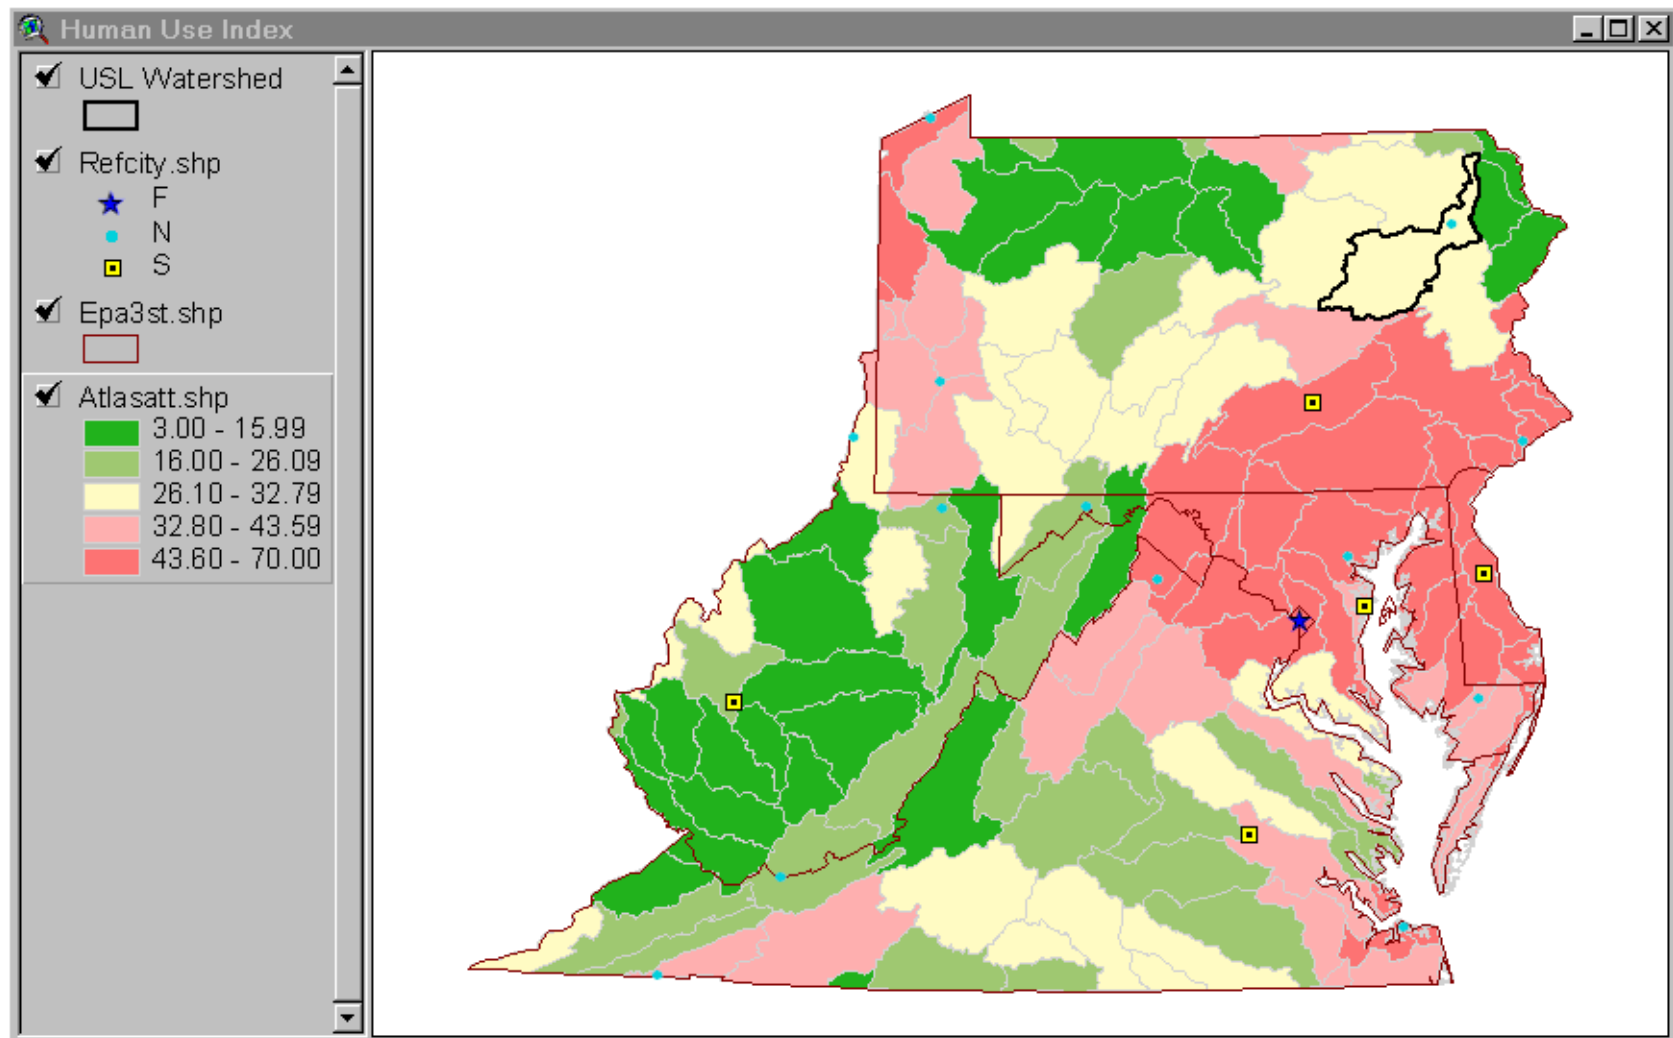 Human Use Index
USL Watershed
Refcity.shp
F
N
S
Epa3st.shp
Atlasatt.shp
3.00 - 15.99
16.00 - 26.09
26.10 - 32.79
32.80 - 43.59
43.60 - 70.00